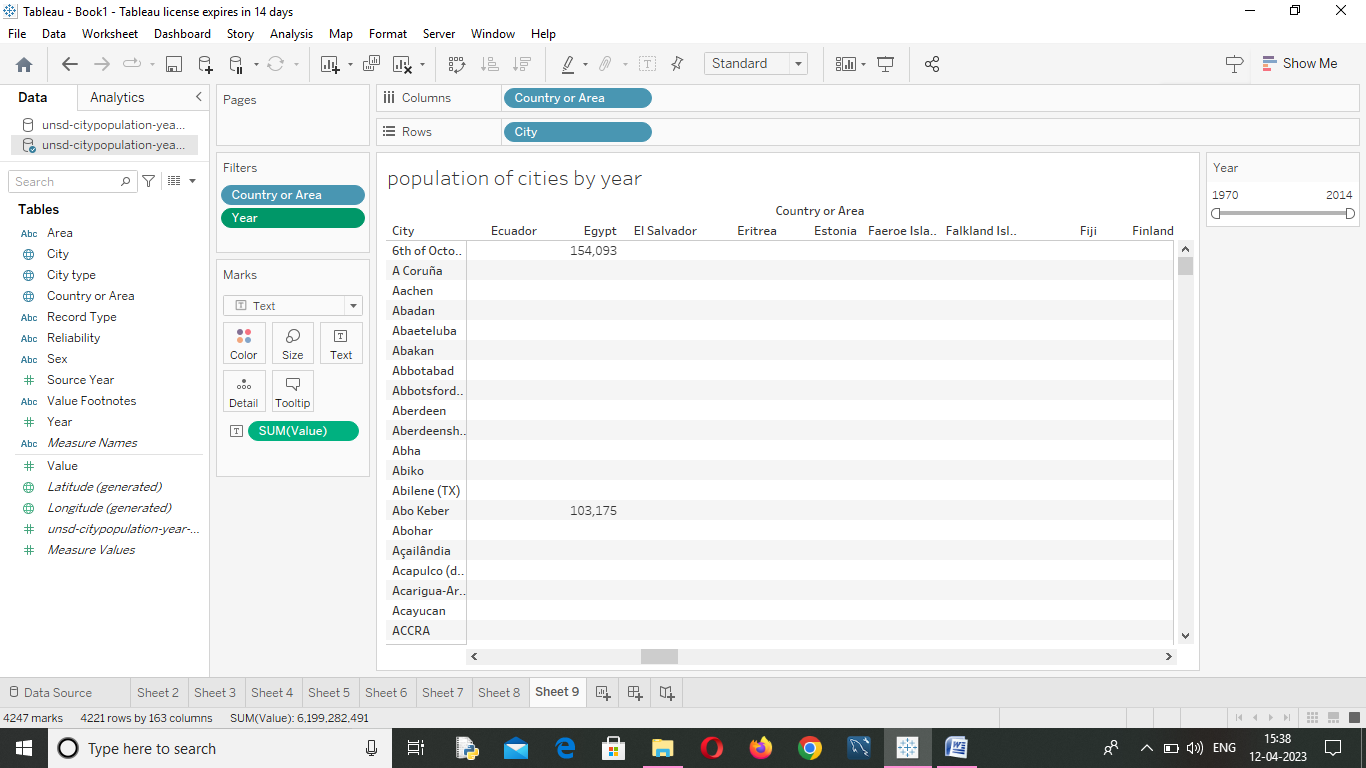 Tableau - Book1 - Tableau license expires in 14 days
File Data Worksheet Dashboard Story Analysis Map Format Server Window Help
Standard
Show Me
Data Analytics
unsd-citypopulation-yea...
unsd-citypopulation-yea...
Search
Tables
Abc Area
City
City type
Country or Area
Abc Record Type
Abc Reliability
Abc Sex
Source Year
Abc Value Footnotes
Year
Abc Measure Names
Value
Latitude (generated)
Longitude (generated)
unsd-citypopulation-year-...
Measure Values
Pages
Filters
Country or Area
Year
Marks
Text
Color Size Text
Detail Tooltip
SUM(Value)
Columns Country or Area
Rows City
population of cities by year
Country or Area
City Ecuador Egypt El Salvador Eritrea Estonia Faeroe Isla.. Falkland Isl.. Fiji Finland
6th of Octo.. 154,093
A Coruña
Aachen
Abadan
Abaeteluba
Abakan
Abbotabad
Abbotsford..
Aberdeen
Aberdeensh..
Abha
Abiko
Abilene (TX)
Abo Keber 103,175
Abohar
Açailândia
Acapulco (d..
Acarigua-Ar..
Acayucan
ACCRA
Year
1970 2014
Data Source Sheet 2 Sheet 3 Sheet 4 Sheet 5 Sheet 6 Sheet 7 Sheet 8 Sheet 9
4247 marks 4221 rows by 163 columns SUM(Value): 6,199,282,491
Type here to search
ENG
15:38
12-04-2023